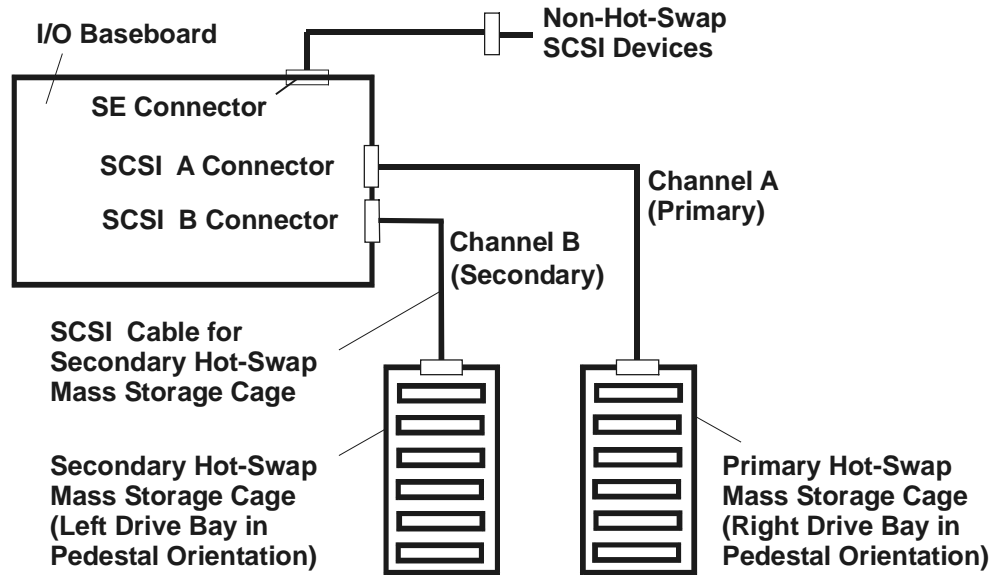 Non-Hot-Swap
SCSI Devices
I/O Baseboard
SE Connector
SCSI A Connector
SCSI B Connector
Channel A
(Primary)
Channel B
(Secondary)
SCSI Cable for
Secondary Hot-Swap
Mass Storage Cage
Secondary Hot-Swap
Mass Storage Cage
(Left Drive Bay in
Pedestal Orientation)
Primary Hot-Swap
Mass Storage Cage
(Right Drive Bay in
Pedestal Orientation)